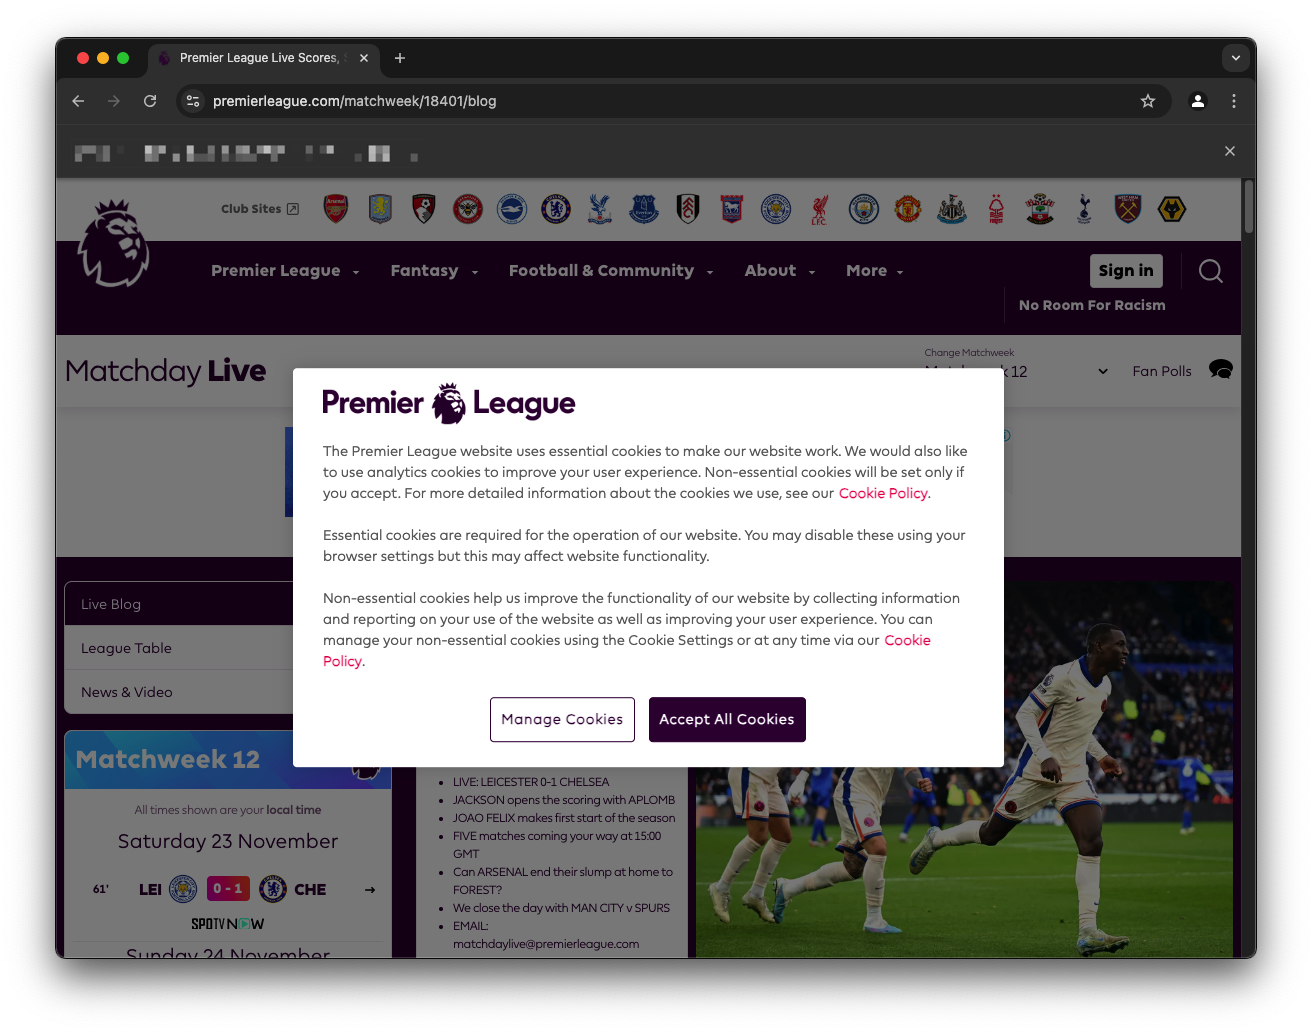 Premier League Live Scores,
premierleague.com/matchweek/18401/blog
Club Sites
Premier League
Fantasy
Football & Community
About
More
Sign in
No Room For Racism
Matchday Live
Change Matchweek
12
Fan Polls
Premier League
The Premier League website uses essential cookies to make our website work. We would also like
to use analytics cookies to improve your user experience. Non-essential cookies will be set only if
you accept. For more detailed information about the cookies we use, see our Cookie Policy.
Essential cookies are required for the operation of our website. You may disable these using your
browser settings but this may affect website functionality.
Non-essential cookies help us improve the functionality of our website by collecting information
and reporting on your use of the website as well as improving your user experience. You can
manage your non-essential cookies using the Cookie Settings or at any time via our Cookie
Policy.
Manage Cookies
Accept All Cookies
Live Blog
League Table
News & Video
Matchweek 12
All times shown are your local time
Saturday 23 November
61'
LEI
0 - 1
CHE
SPOTV NOW
Sunday 24 November
LIVE: LEICESTER 0-1 CHELSEA
JACKSON opens the scoring with APLOMB
JOAO FELIX makes first start of the season
FIVE matches coming your way at 15:00
GMT
Can ARSENAL end their slump at home to
FOREST?
We close the day with MAN CITY v SPURS
EMAIL:
matchdaylive@premierleague.com